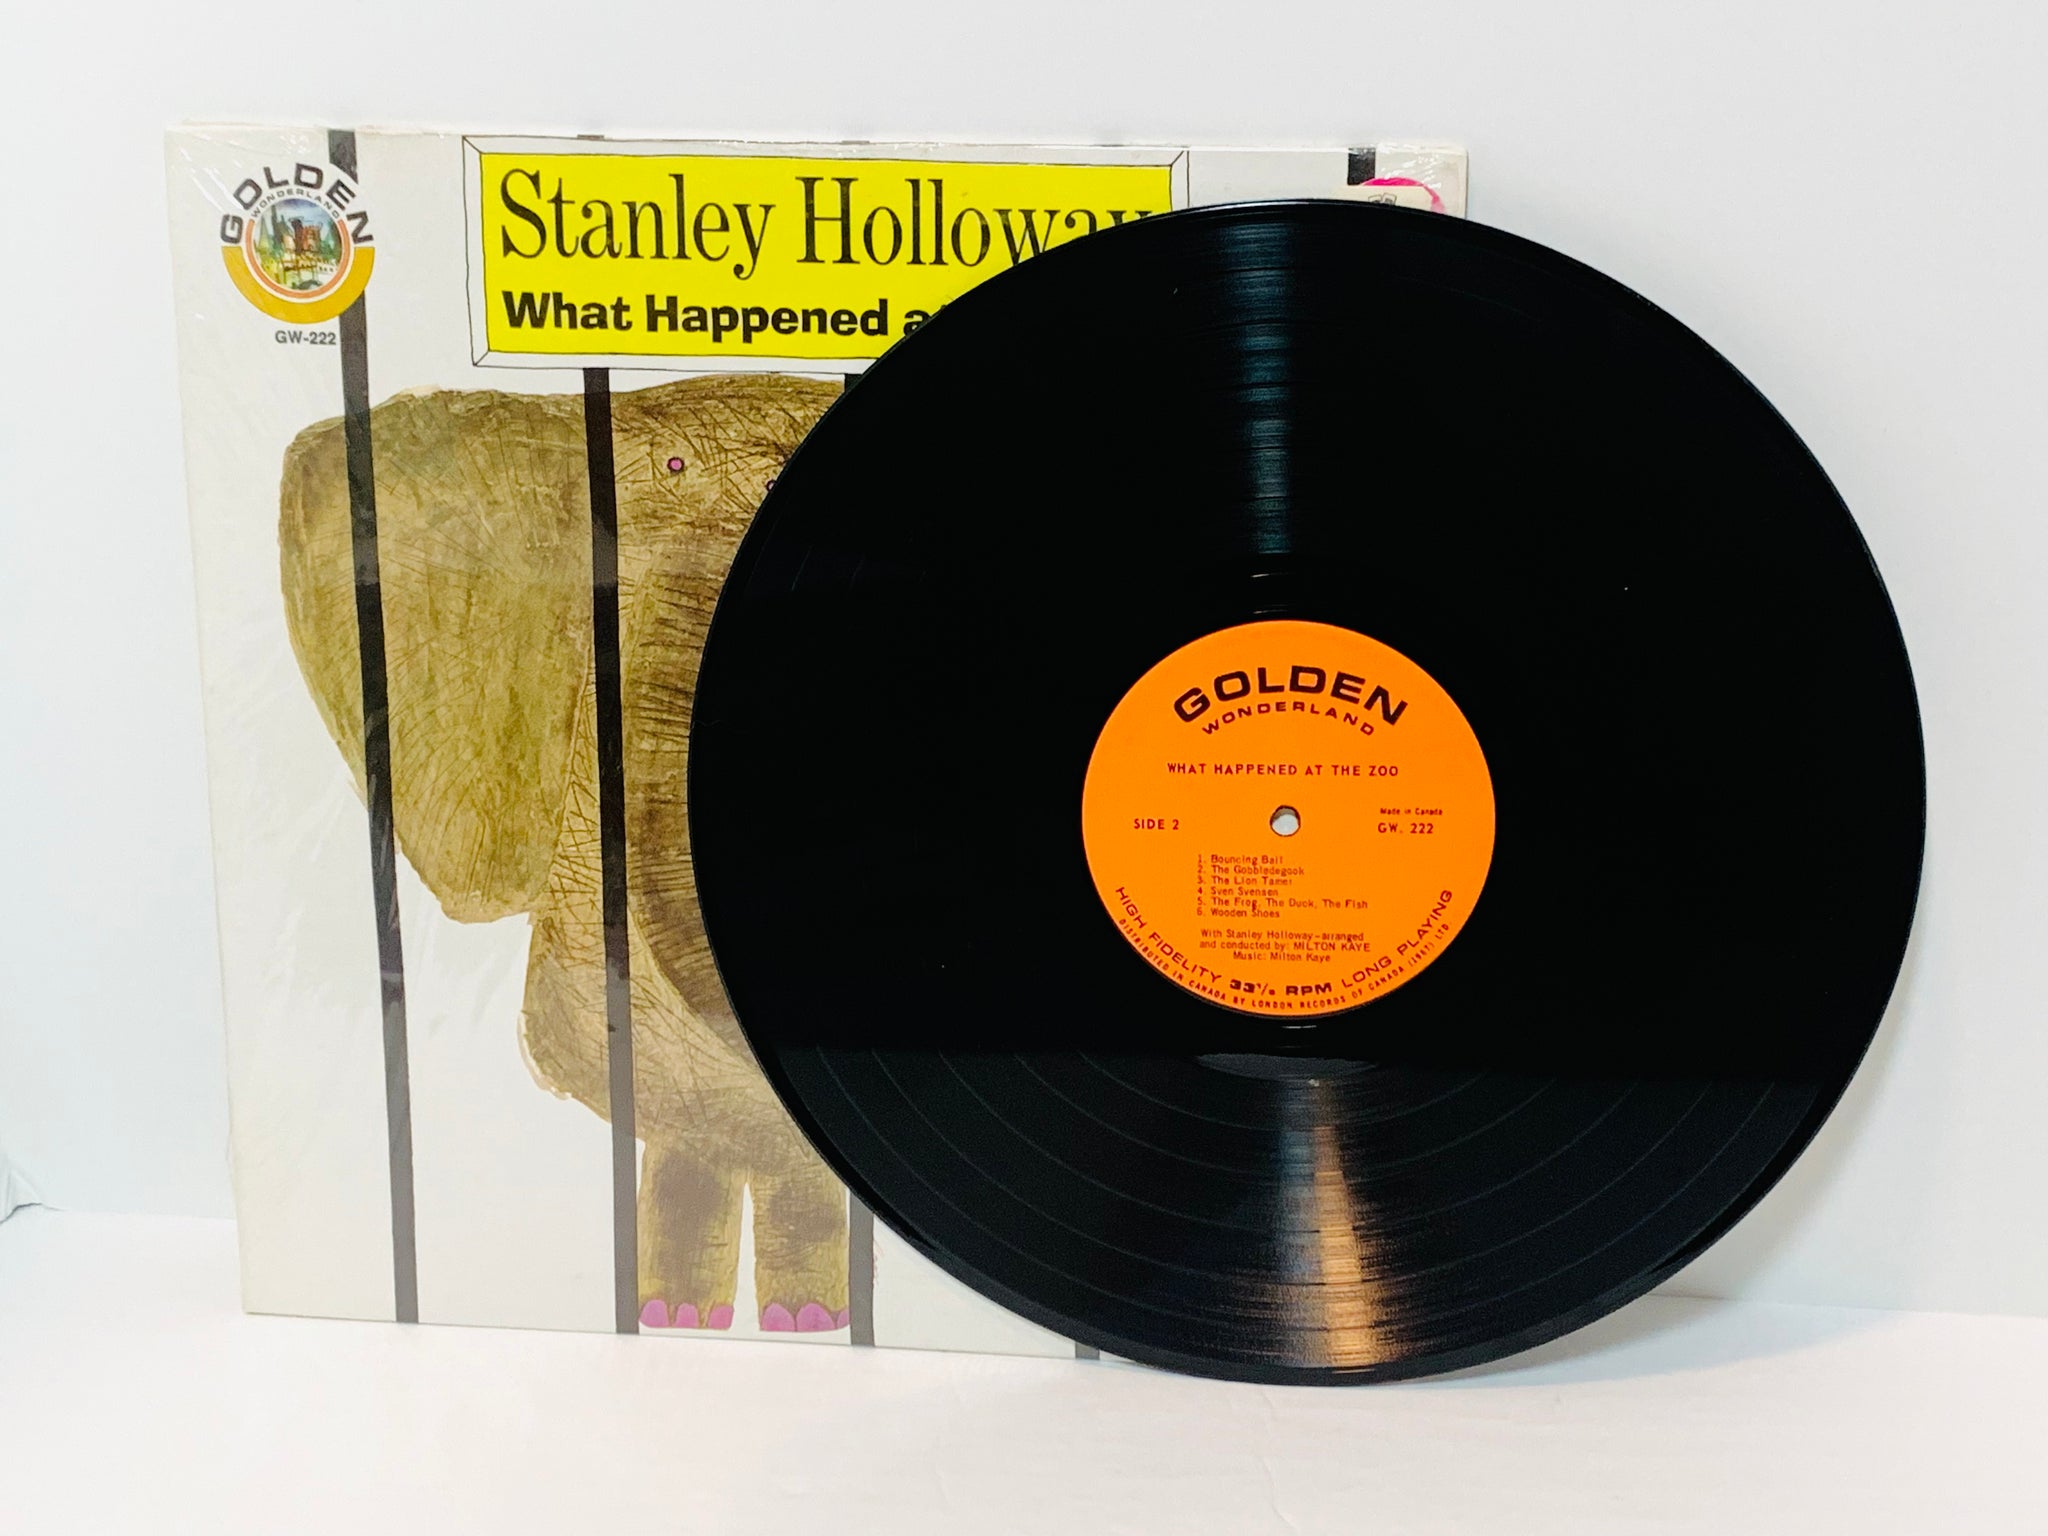 GOLDEN
WONDERLAND
GW-222
Stanley Holloway
What Happened a
GOLDEN
WONDERLAND
WHAT HAPPENED AT THE ZOO
Made in Canada
SIDE 2
GW. 222
1. Bouncing Ball
2. The Gobbledegook
3. The Lion Tamer
4. Sven Svensen
5. The Frog, The Duck, The Fish
6. Wooden Shoes
With Stanley Holloway-arranged
and conducted by: MILTON KAYE
Music: Milton Kaye
HIGH FIDELITY 33⅓ RPM LONG PLAYING
DISTRIBUTED IN CANADA BY LONDON RECORDS OF CANADA (1967) LTD